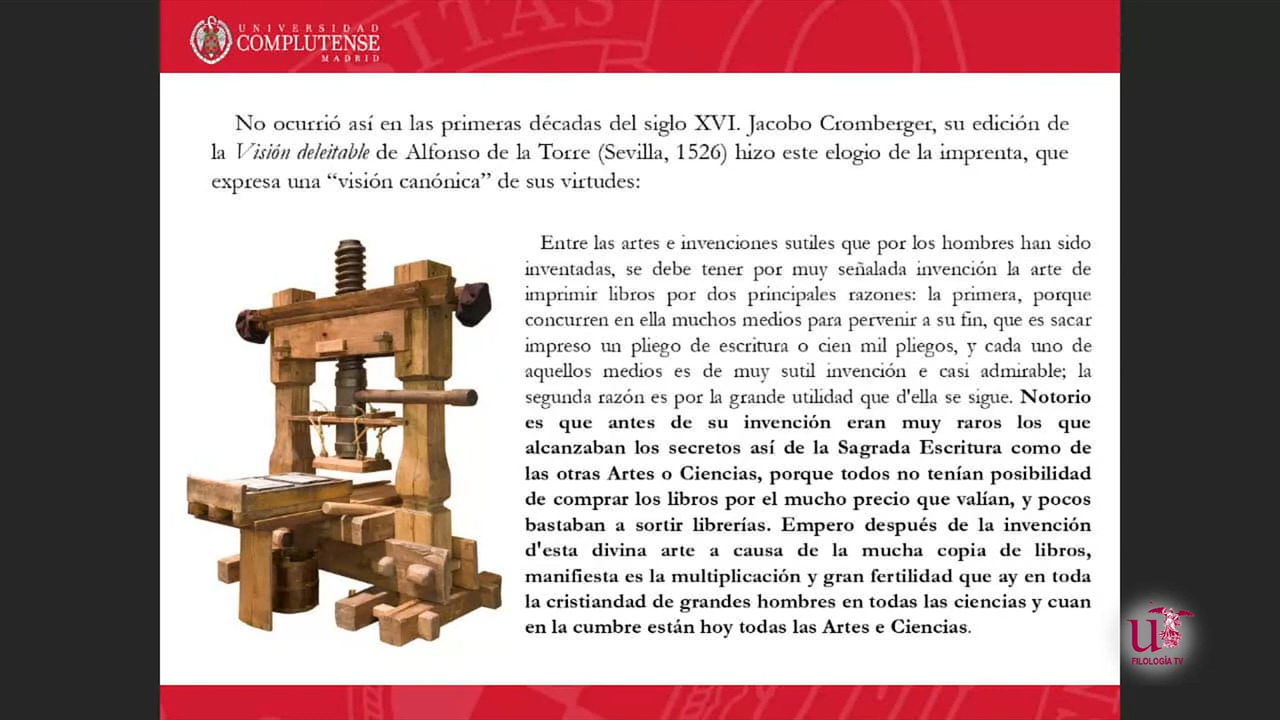 UNIVERSIDAD
COMPLUTENSE
MADRID
No ocurrió así en las primeras décadas del siglo XVI. Jacobo Cromberger, su edición de
la Visión deleitable de Alfonso de la Torre (Sevilla, 1526) hizo este elogio de la imprenta, que
expresa una “visión canónica” de sus virtudes:
Entre las artes e invenciones sutiles que por los hombres han sido
inventadas, se debe tener por muy señalada invención la arte de
imprimir libros por dos principales razones: la primera, porque
concurren en ella muchos medios para pervenir a su fin, que es sacar
impreso un pliego de escritura o cien mil pliegos, y cada uno de
aquellos medios es de muy sutil invención e casi admirable; la
segunda razón es por la grande utilidad que d'ella se sigue. Notorio
es que antes de su invención eran muy raros los que
alcanzaban los secretos así de la Sagrada Escritura como de
las otras Artes o Ciencias, porque todos no tenían posibilidad
de comprar los libros por el mucho precio que valían, y pocos
bastaban a sortir librerías. Empero después de la invención
d'esta divina arte a causa de la mucha copia de libros,
manifiesta es la multiplicación y gran fertilidad que ay en toda
la cristiandad de grandes hombres en todas las ciencias y cuan
en la cumbre están hoy todas las Artes e Ciencias.
u
FILOLOGÍA TV